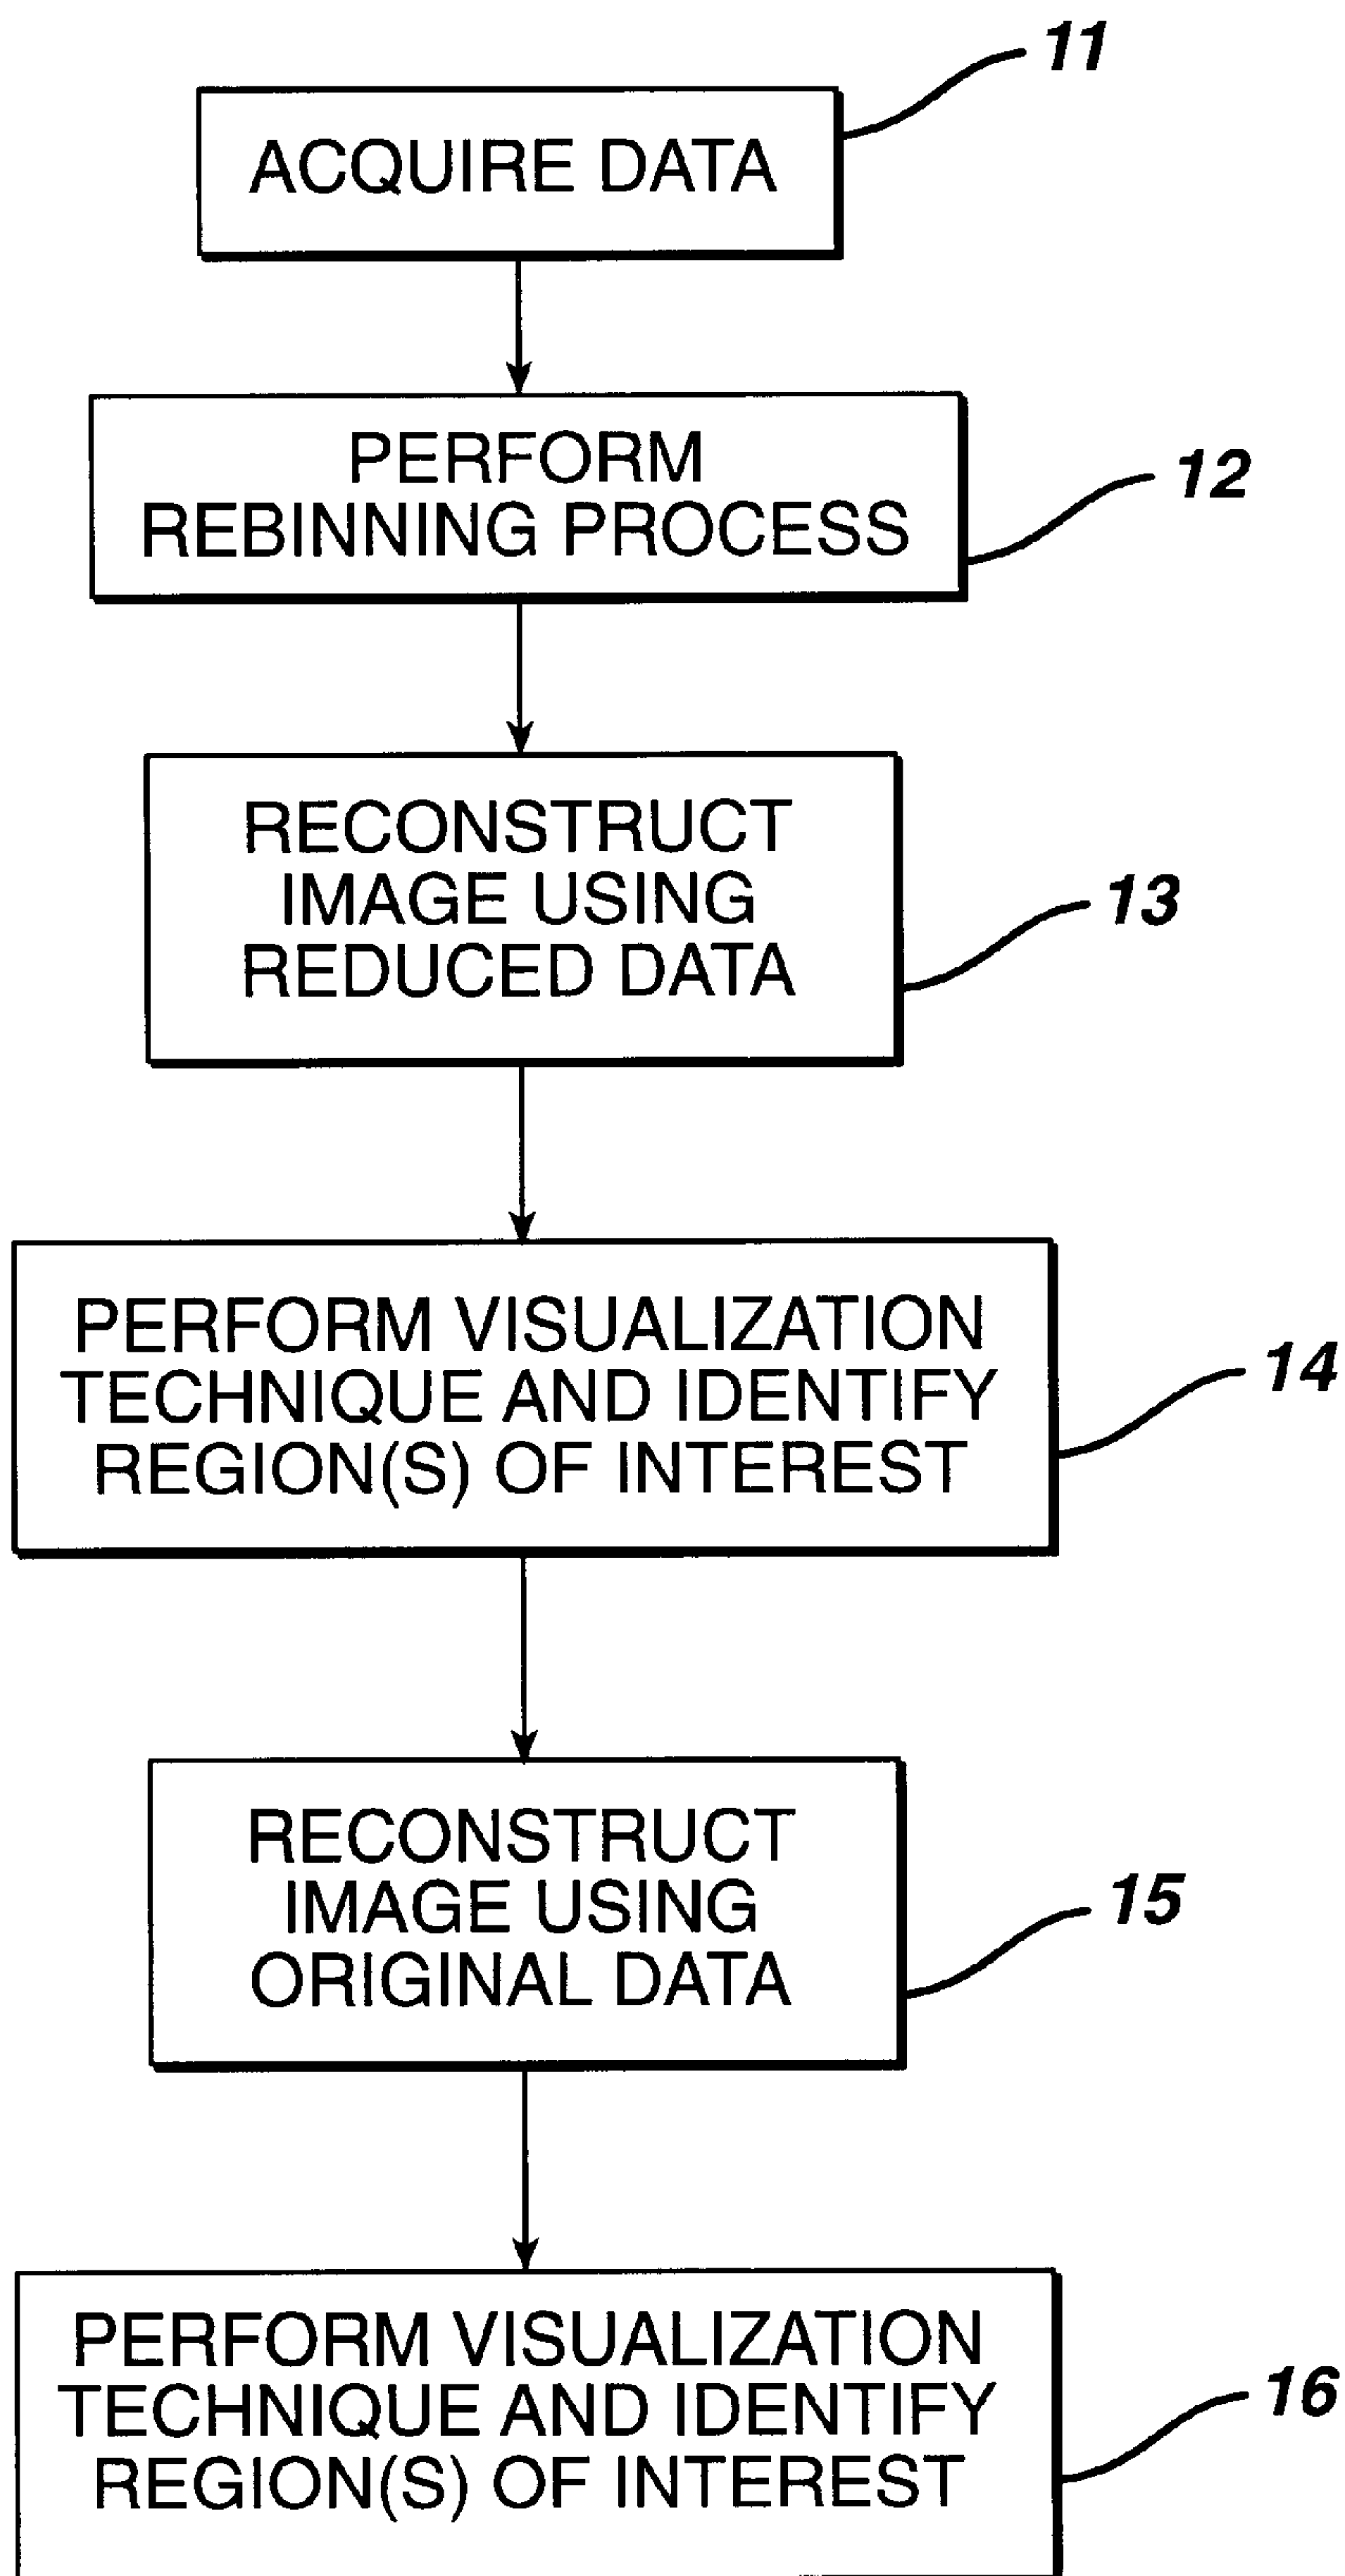 11
ACQUIRE DATA
PERFORM
REBINNING PROCESS
12
RECONSTRUCT
IMAGE USING
REDUCED DATA
13
PERFORM VISUALIZATION
TECHNIQUE AND IDENTIFY
REGION(S) OF INTEREST
14
RECONSTRUCT
IMAGE USING
ORIGINAL DATA
15
PERFORM VISUALIZATION
TECHNIQUE AND IDENTIFY
REGION(S) OF INTEREST
16